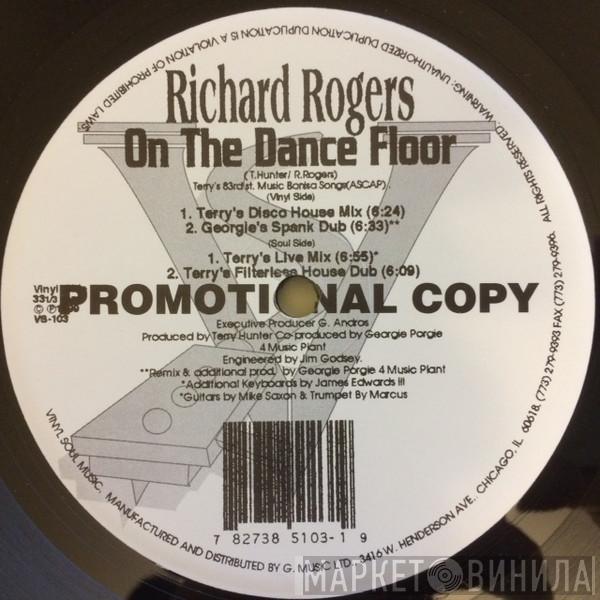 WARNING: UNAUTHORIZED DUPLICATION IS A VIOLATION OF PROHIBITED LAWS
ALL RIGHTS RESERVED
Richard Rogers
On The Dance Floor
(T.Hunter/ R.Rogers)
Terry's 83rd st. Music Bonisa Songs(ASCAP).
(Vinyl Side)
1. Terry's Disco House Mix (6:24)
2. Georgie's Spank Dub (6:33)**
(Soul Side)
1. Terry's Live Mix (6:55)*
2. Terry's Filterless House Dub (6:09)
Vinyl
331/3
VS-103
PROMOTIONAL COPY
Executive Producer G. Andros
Produced by Terry Hunter Co-produced by Georgie Porgie
4 Music Plant
Engineered by Jim Godsey.
**Remix & additional prod. by Georgie Porgie 4 Music Plant
*Additional Keyboards by James Edwards III
*Guitars by Mike Saxon & Trumpet By Marcus
7 82738 5103-1 9
VINYL SOUL MUSIC, MANUFACTURED AND DISTRIBUTED BY G. MUSIC LTD., 3416 W. HENDERSON AVE., CHICAGO, IL 60618. (773) 279-9393 FAX (773) 279-9396.
МАРКЕТ ВИНИЛА